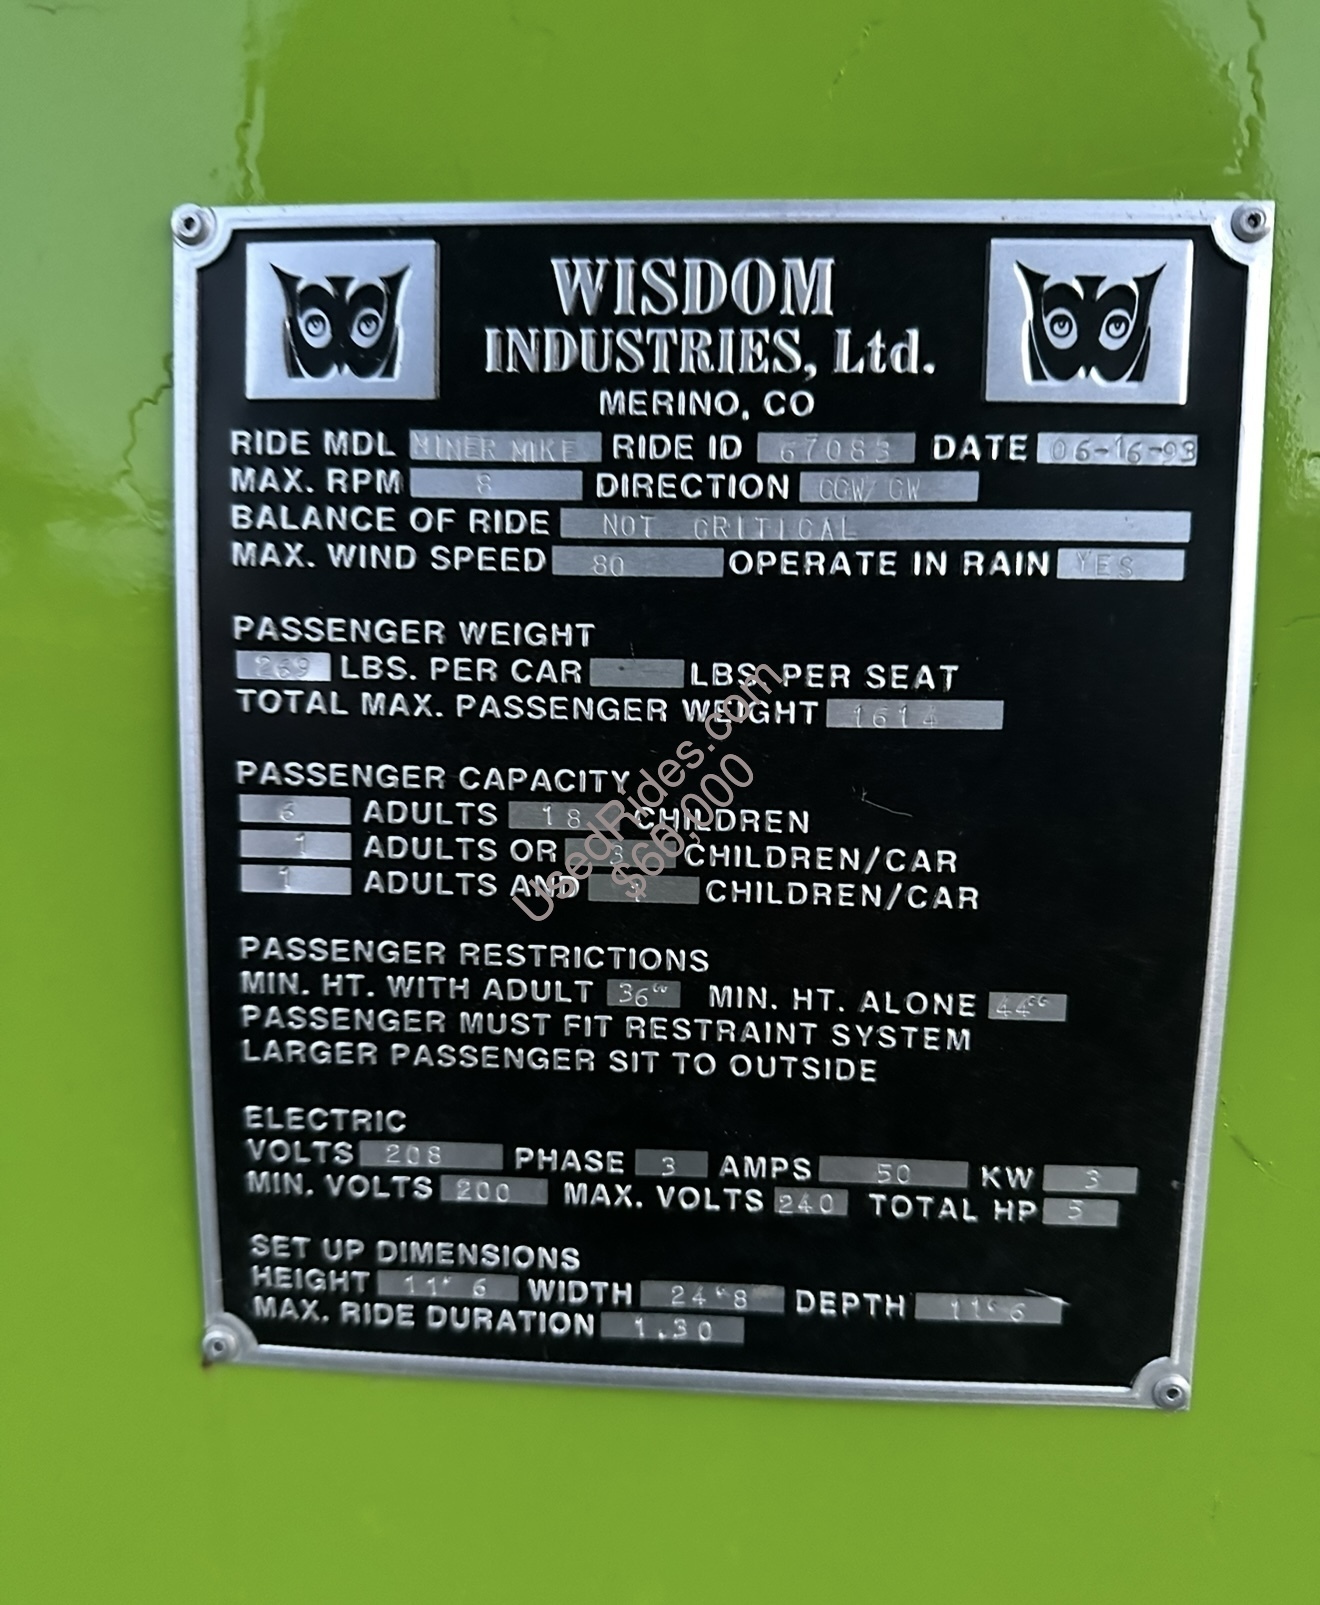 WISDOM
INDUSTRIES, Ltd.
MERINO, CO
RIDE MDL MINER MIKE RIDE ID 67083 DATE 06-16-93
MAX. RPM 8 DIRECTION CCW/CW
BALANCE OF RIDE NOT CRITICAL
MAX. WIND SPEED 80 OPERATE IN RAIN YES
PASSENGER WEIGHT
269 LBS. PER CAR - LBS. PER SEAT
TOTAL MAX. PASSENGER WEIGHT 1614
PASSENGER CAPACITY
6 ADULTS 18 CHILDREN
1 ADULTS OR 3 CHILDREN/CAR
1 ADULTS AND CHILDREN/CAR
UsedRides.com
$66,000
PASSENGER RESTRICTIONS
MIN. HT. WITH ADULT 36" MIN. HT. ALONE 44"
PASSENGER MUST FIT RESTRAINT SYSTEM
LARGER PASSENGER SIT TO OUTSIDE
ELECTRIC
VOLTS 208 PHASE 3 AMPS 50 KW 3
MIN. VOLTS 200 MAX. VOLTS 240 TOTAL HP 5
SET UP DIMENSIONS
HEIGHT 11' 6 WIDTH 24"8 DEPTH 11' 6
MAX. RIDE DURATION 1.30